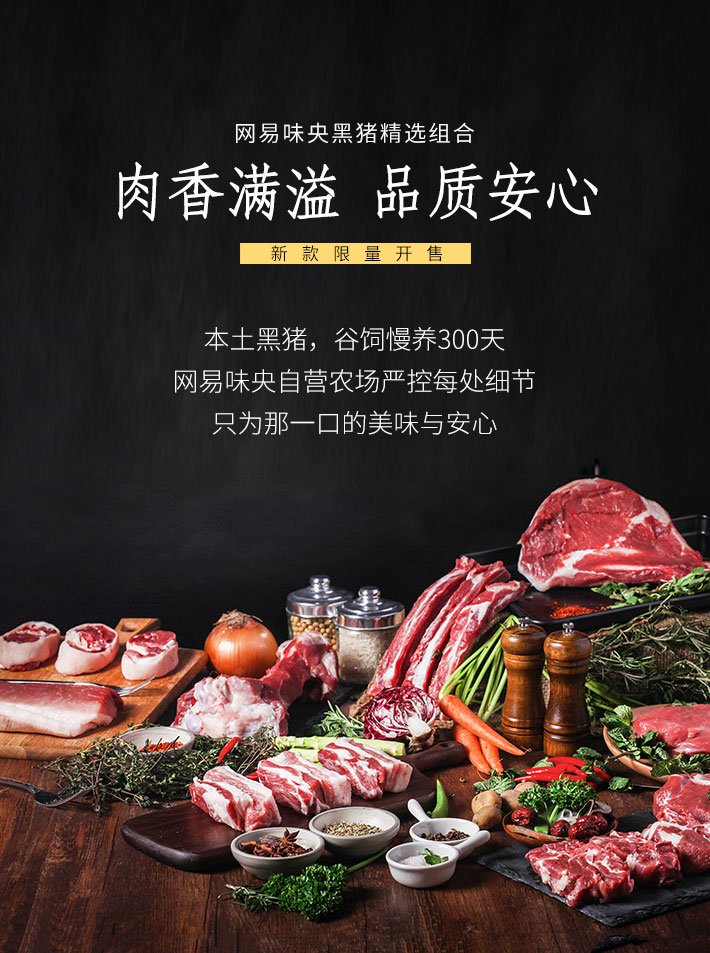 网易味央黑猪精选组合
肉香满溢 品质安心
新款限量开售
本土黑猪，谷饲慢养300天
网易味央自营农场严控每处细节
只为那一口的美味与安心